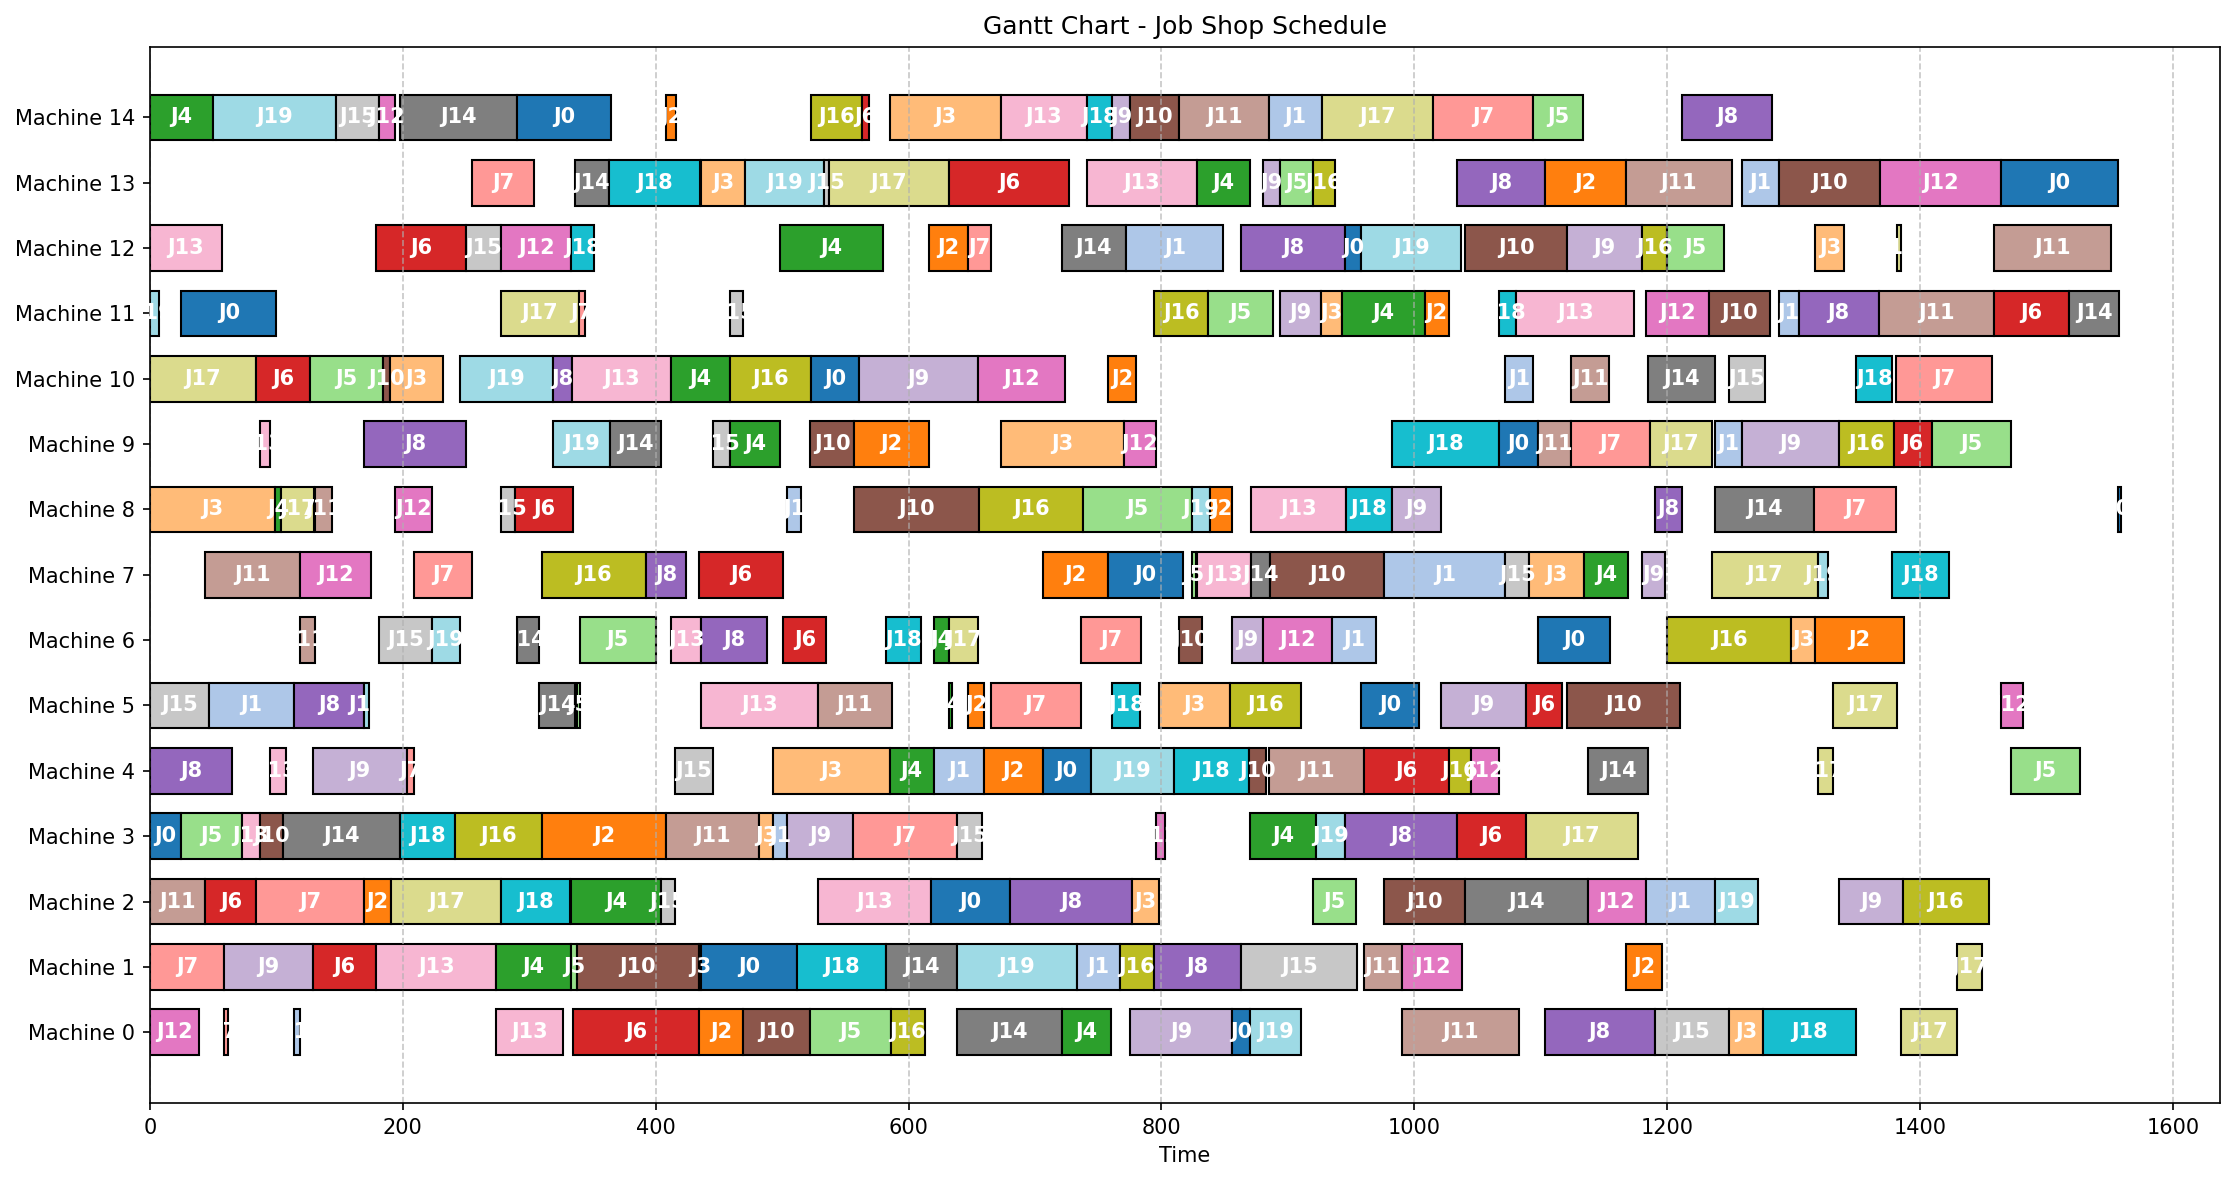 Gantt Chart - Job Shop Schedule
Machine 14 J4 J19 J15 J12 J14 J0 J2 J16 J6 J3 J13 J18 J9 J10 J11 J1 J17 J7 J5 J8
Machine 13 J7 J14 J18 J3 J19 J15 J17 J6 J13 J4 J9 J5 J16 J8 J2 J11 J1 J10 J12 J0
Machine 12 J13 J6 J15 J12 J18 J4 J2 J7 J14 J1 J8 J0 J19 J10 J9 J16 J5 J3 J11
Machine 11 J0 J17 J7 J16 J5 J9 J3 J4 J2 18 J13 J12 J10 J1 J8 J11 J6 J14
Machine 10 J17 J6 J5 J10 J3 J19 J8 J13 J4 J16 J0 J9 J12 J2 J1 J11 J14 J15 J18 J7
Machine 9 J8 J19 J14 15 J4 J10 J2 J3 J12 J18 J0 J11 J7 J17 J1 J9 J16 J6 J5
Machine 8 J3 J4 J17 J11 J12 15 J6 J1 J10 J16 J5 J19 J2 J13 J18 J9 J8 J14 J7
Machine 7 J11 J12 J7 J16 J8 J6 J2 J0 J5 J13 J14 J10 J1 J15 J3 J4 J9 J17 J19 J18
Machine 6 11 J15 J19 14 J5 J13 J8 J6 J18 J4 J17 J7 J10 J9 J12 J1 J0 J16 J3 J2
Machine 5 J15 J1 J8 J1 J14 J5 J13 J11 J2 J7 J18 J3 J16 J0 J9 J6 J10 J17 12
Machine 4 J8 13 J9 J7 J15 J3 J4 J1 J2 J0 J19 J18 J10 J11 J6 J16 J12 J14 J5
Machine 3 J0 J5 J13 J10 J14 J18 J16 J2 J11 J3 J1 J9 J7 J15 J4 J19 J8 J6 J17
Machine 2 J11 J6 J7 J2 J17 J18 J4 J15 J13 J0 J8 J3 J5 J10 J14 J12 J1 J19 J9 J16
Machine 1 J7 J9 J6 J13 J4 J5 J10 J3 J0 J18 J14 J19 J1 J16 J8 J15 J11 J12 J2 J17
Machine 0 J12 J13 J6 J2 J10 J5 J16 J14 J4 J9 J0 J19 J11 J8 J15 J3 J18 J17
0 200 400 600 800 1000 1200 1400 1600
Time